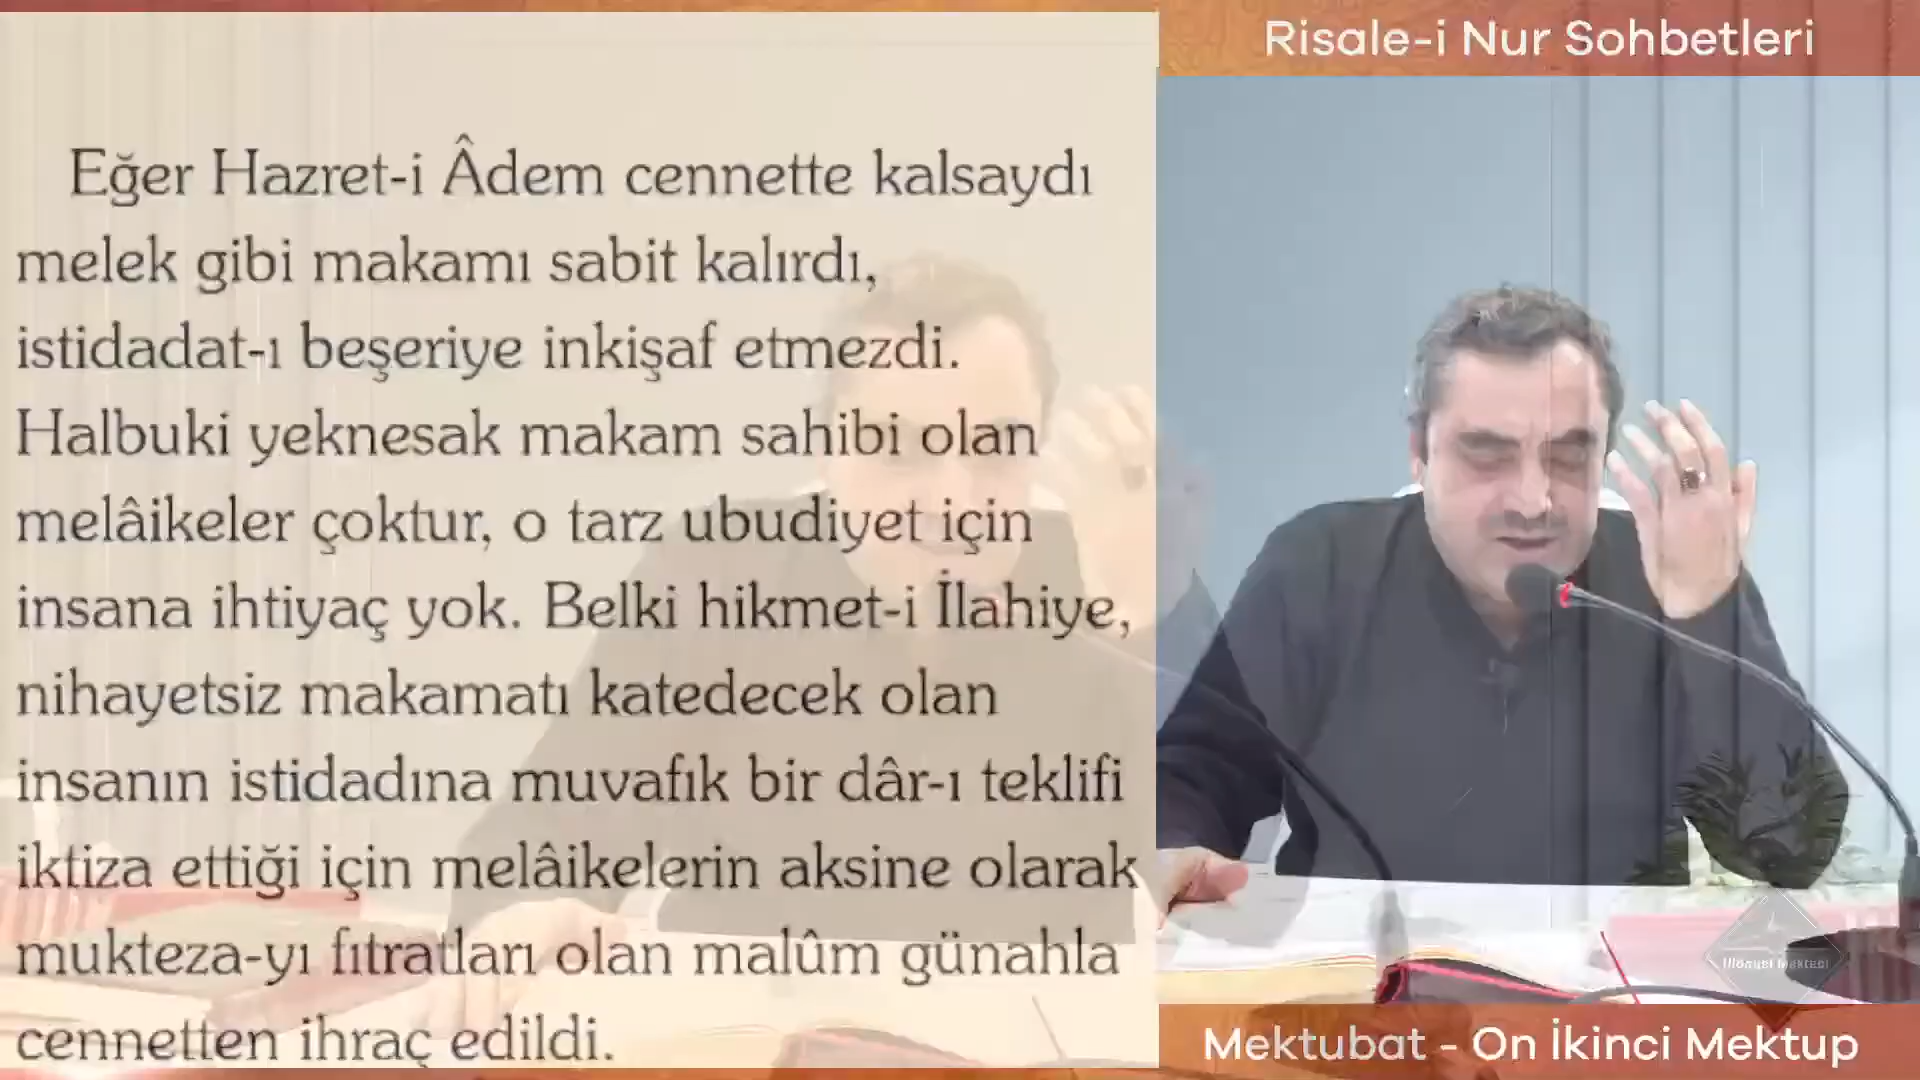 Risale-i Nur Sohbetleri
Eğer Hazret-i Âdem cennette kalsaydı
melek gibi makamı sabit kalırdı,
istidadat-ı beşeriye inkişaf etmezdi.
Halbuki yeknesak makam sahibi olan
melâikeler çoktur, o tarz ubudiyet için
insana ihtiyaç yok. Belki hikmet-i İlahiye,
nihayetsiz makamatı katedecek olan
insanın istidadına muvafık bir dâr-ı teklifi
iktiza ettiği için melâikelerin aksine olarak
mukteza-yı fıtratları olan malûm günahla
cennetten ihraç edildi.
Mektubat - On İkinci Mektup